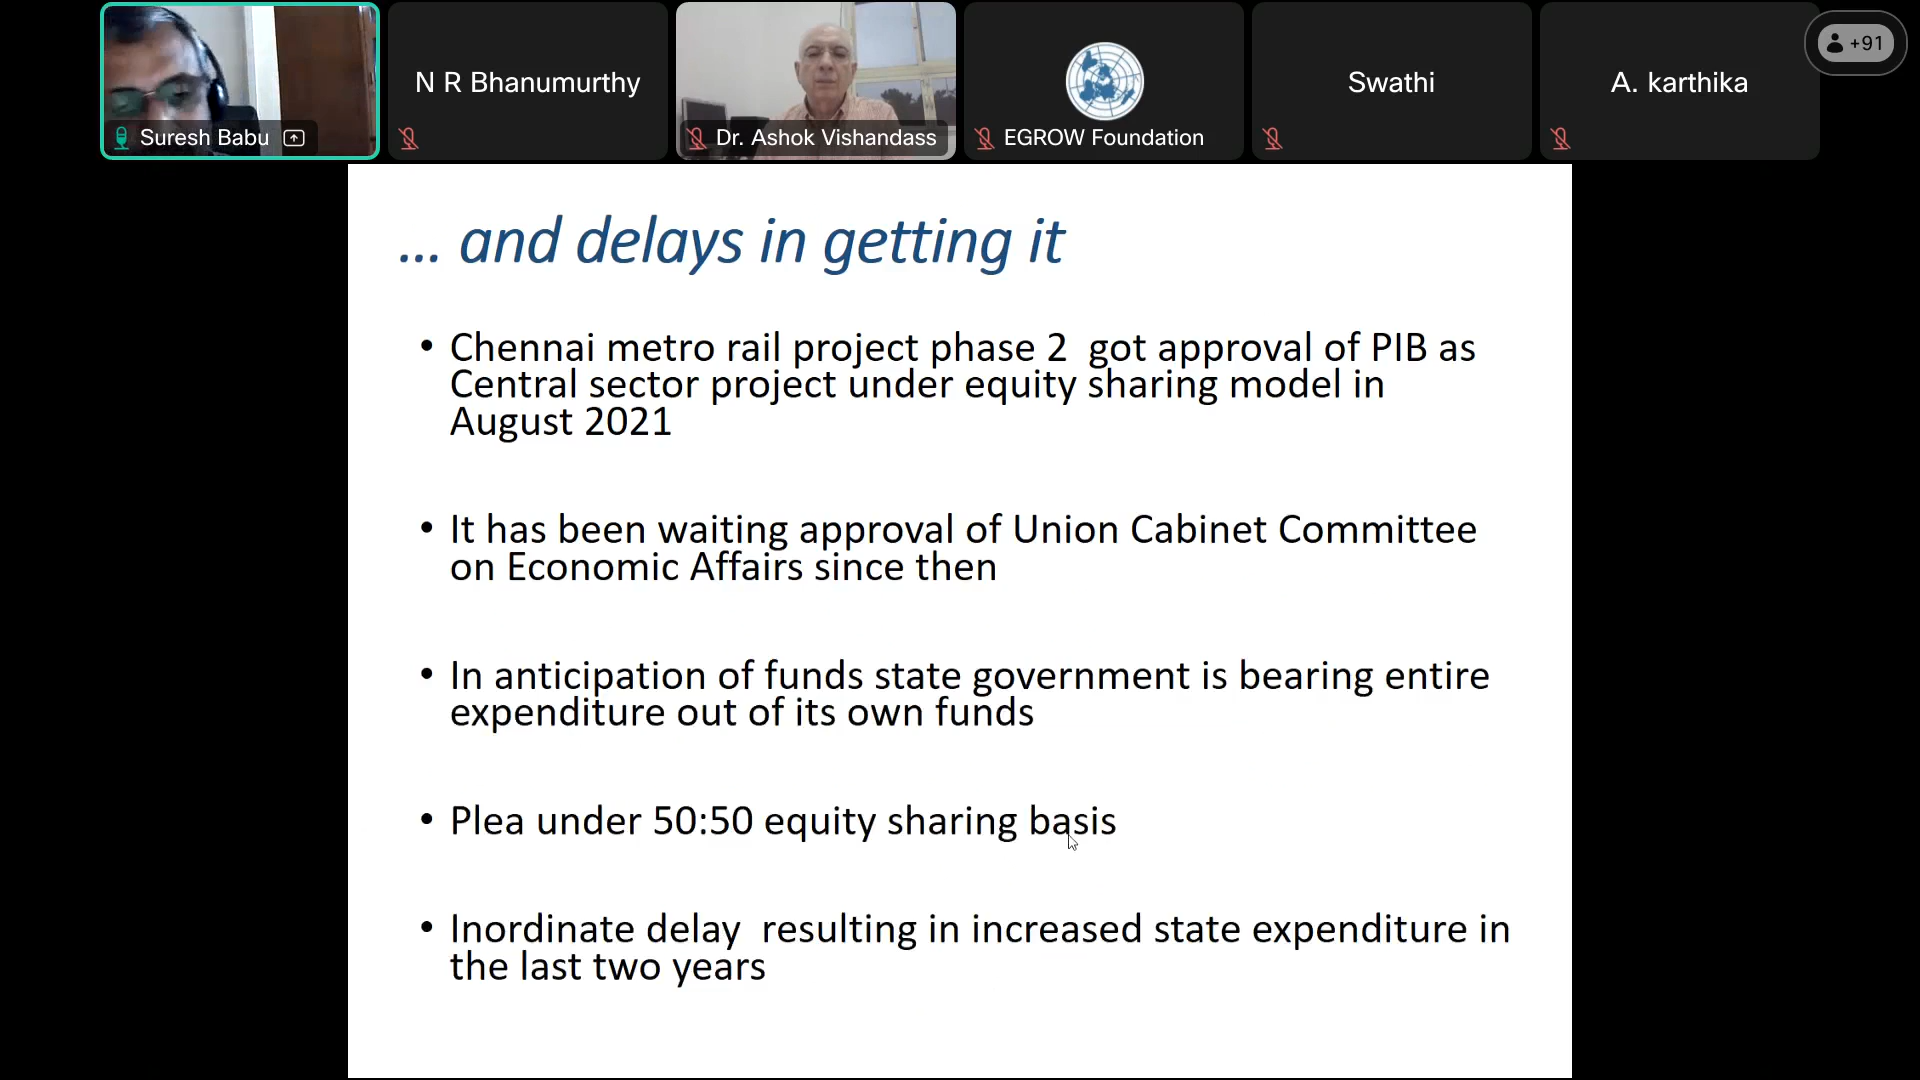 Suresh Babu
N R Bhanumurthy
Dr. Ashok Vishandass
EGROW Foundation
Swathi
A. karthika
+91
... and delays in getting it
• Chennai metro rail project phase 2  got approval of PIB as
Central sector project under equity sharing model in
August 2021
• It has been waiting approval of Union Cabinet Committee
on Economic Affairs since then
• In anticipation of funds state government is bearing entire
expenditure out of its own funds
• Plea under 50:50 equity sharing basis
• Inordinate delay  resulting in increased state expenditure in
the last two years